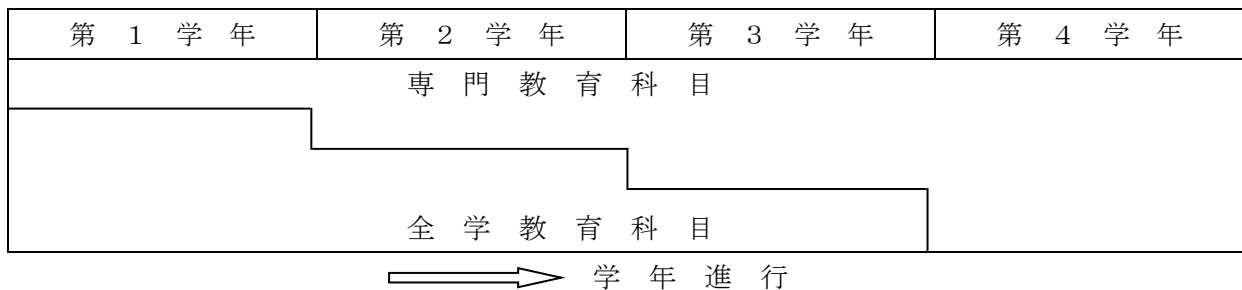 第 1 学 年 第 2 学 年 第 3 学 年 第 4 学 年
専 門 教 育 科 目
全 学 教 育 科 目
学 年 進 行